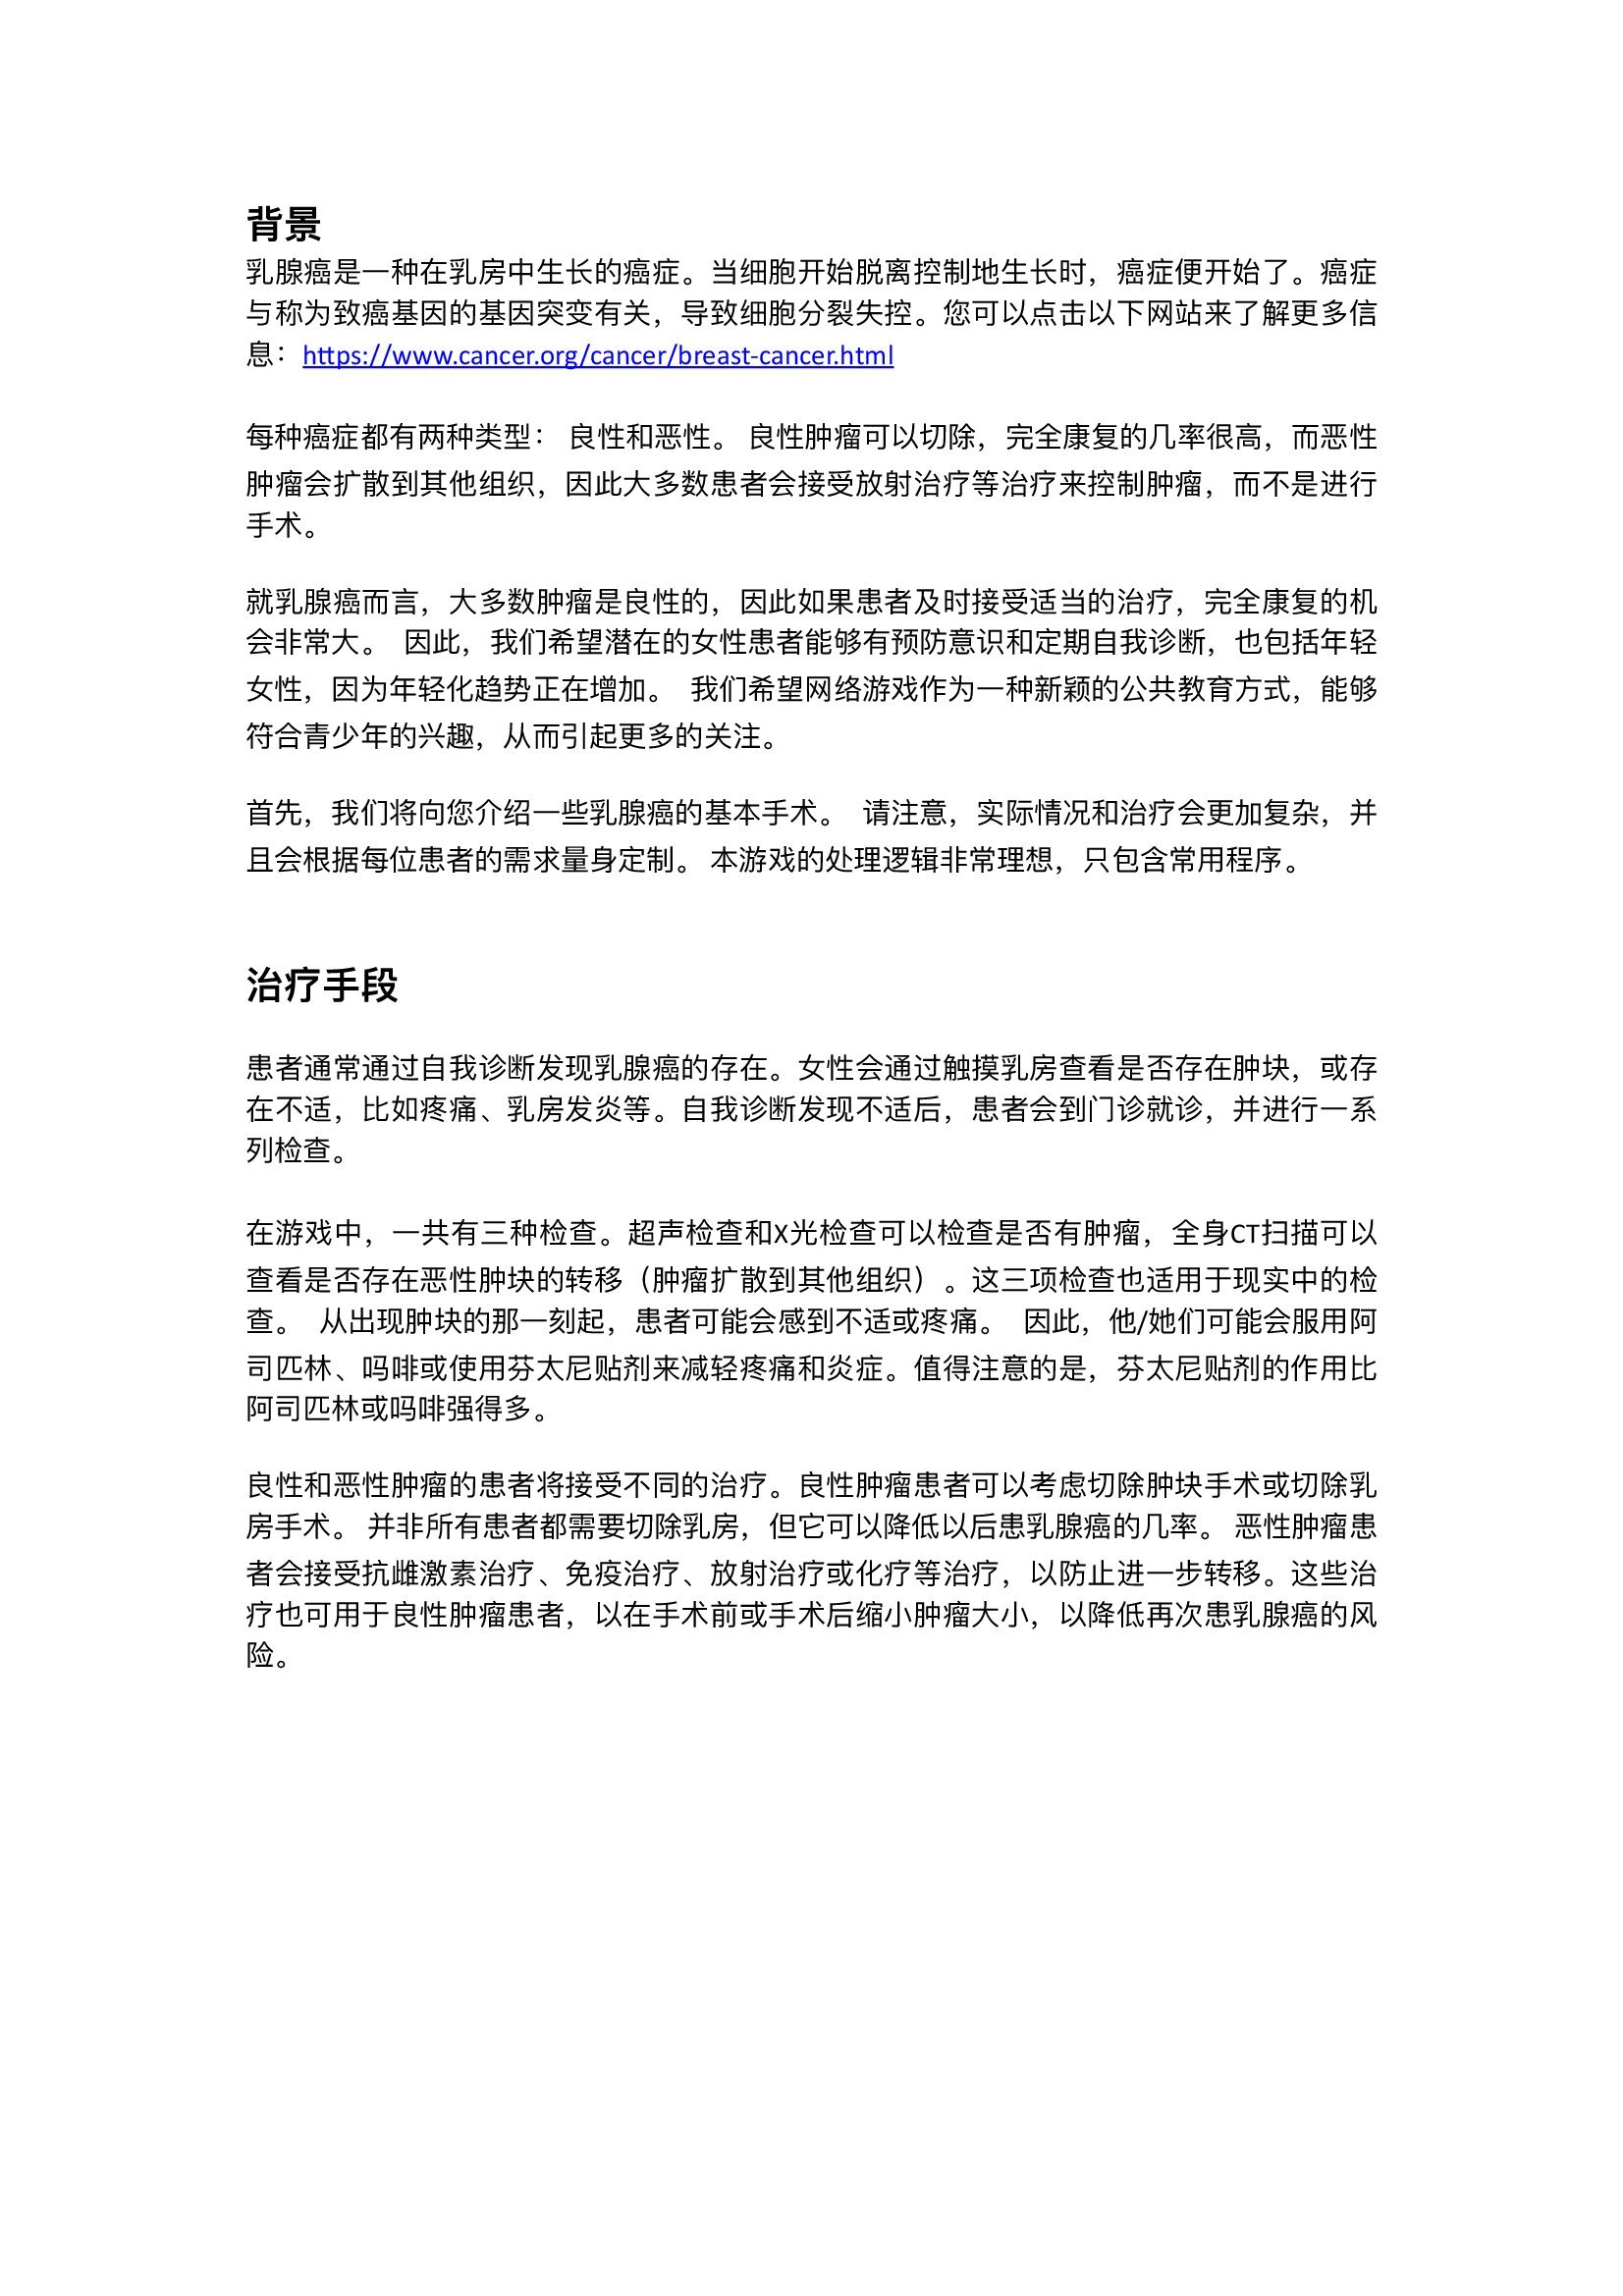 背景
乳腺癌是一种在乳房中生长的癌症。当细胞开始脱离控制地生长时，癌症便开始了。癌症
与称为致癌基因的基因突变有关，导致细胞分裂失控。您可以点击以下网站来了解更多信
息：https://www.cancer.org/cancer/breast-cancer.html
每种癌症都有两种类型： 良性和恶性。 良性肿瘤可以切除，完全康复的几率很高，而恶性
肿瘤会扩散到其他组织，因此大多数患者会接受放射治疗等治疗来控制肿瘤，而不是进行
手术。
就乳腺癌而言，大多数肿瘤是良性的，因此如果患者及时接受适当的治疗，完全康复的机
会非常大。 因此，我们希望潜在的女性患者能够有预防意识和定期自我诊断，也包括年轻
女性，因为年轻化趋势正在增加。 我们希望网络游戏作为一种新颖的公共教育方式，能够
符合青少年的兴趣，从而引起更多的关注。
首先，我们将向您介绍一些乳腺癌的基本手术。 请注意，实际情况和治疗会更加复杂，并
且会根据每位患者的需求量身定制。 本游戏的处理逻辑非常理想，只包含常用程序。
治疗手段
患者通常通过自我诊断发现乳腺癌的存在。女性会通过触摸乳房查看是否存在肿块，或存
在不适，比如疼痛、乳房发炎等。自我诊断发现不适后，患者会到门诊就诊，并进行一系
列检查。
在游戏中，一共有三种检查。超声检查和X光检查可以检查是否有肿瘤，全身CT扫描可以
查看是否存在恶性肿块的转移（肿瘤扩散到其他组织）。这三项检查也适用于现实中的检
查。 从出现肿块的那一刻起，患者可能会感到不适或疼痛。 因此，他/她们可能会服用阿
司匹林、吗啡或使用芬太尼贴剂来减轻疼痛和炎症。值得注意的是，芬太尼贴剂的作用比
阿司匹林或吗啡强得多。
良性和恶性肿瘤的患者将接受不同的治疗。良性肿瘤患者可以考虑切除肿块手术或切除乳
房手术。 并非所有患者都需要切除乳房，但它可以降低以后患乳腺癌的几率。 恶性肿瘤患
者会接受抗雌激素治疗、免疫治疗、放射治疗或化疗等治疗，以防止进一步转移。这些治
疗也可用于良性肿瘤患者，以在手术前或手术后缩小肿瘤大小，以降低再次患乳腺癌的风
险。